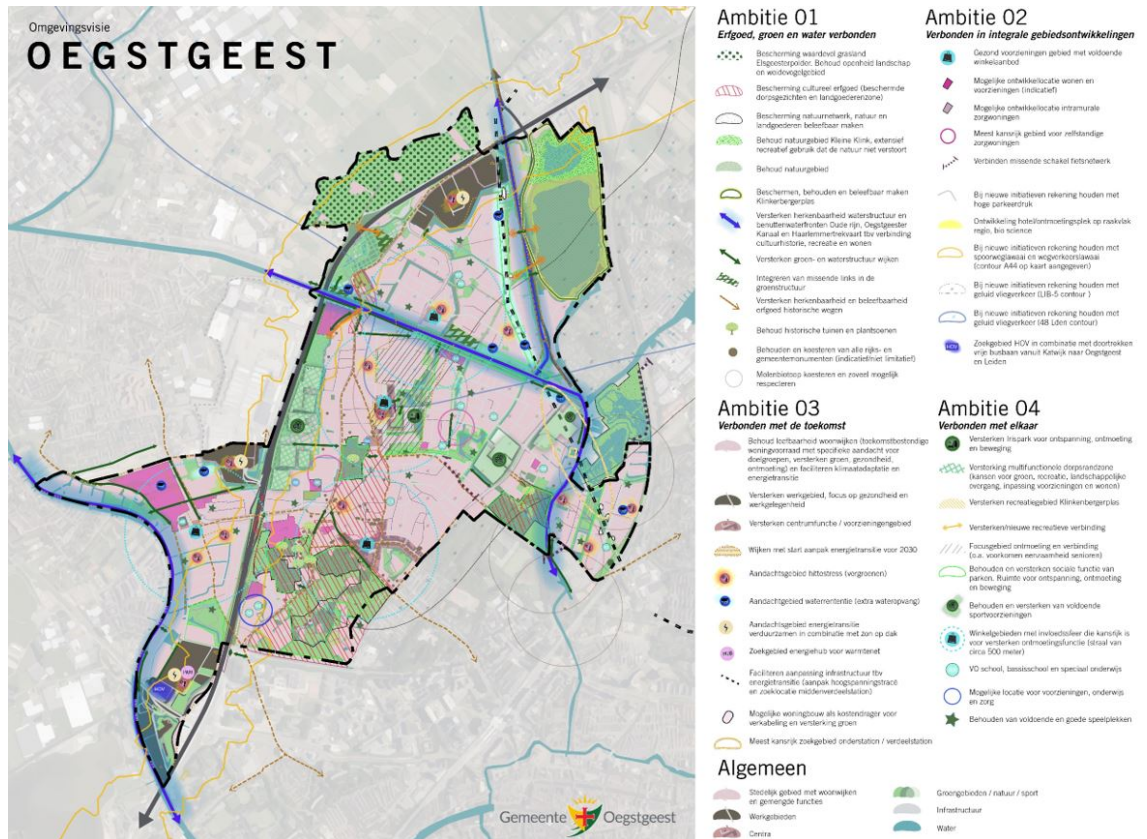 Omgevingsvisie
OEGSTGEEST
Gemeente Oegstgeest
Ambitie 01
Erfgoed, groen en water verbonden
Bescherming waardevol grasland
Elsgeesterpolder. Behoud openheid landschap
en weidevogelgebied
Bescherming cultureel erfgoed (beschermde
dorpsgezichten en landgoederenzone)
Bescherming natuurnetwerk, natuur en
landgoederen beleefbaar maken
Behoud natuurgebied Kleine Klink, extensief
recreatief gebruik dat de natuur niet verstoort
Behoud natuurgebied
Beschermen, behouden en beleefbaar maken
Klinkerbergerplas
Versterken herkenbaarheid waterstructuur en
benutten waterfronten Oude rijn, Oegstgeester
Kanaal en Haarlemmertrekvaart tbv verbinding
cultuurhistorie, recreatie en wonen
Versterken groen- en waterstructuur wijken
Integreren van missende links in de
groenstructuur
Versterken herkenbaarheid en beleefbaarheid
erfgoed historische wegen
Behoud historische tuinen en plantsoenen
Behouden en koesteren van alle rijks- en
gemeentemonumenten (indicatief/niet limitatief)
Molenbiotoop koesteren en zoveel mogelijk
respecteren
Ambitie 02
Verbonden in integrale gebiedsontwikkelingen
Gezond voorzieningen gebied met voldoende
winkelaanbod
Mogelijke ontwikkellocatie wonen en
voorzieningen (indicatief)
Mogelijke ontwikkellocatie intramurale
zorgwoningen
Meest kansrijk gebied voor zelfstandige
zorgwoningen
Verbinden missende schakel fietsnetwerk
Bij nieuwe initiatieven rekening houden met
hoge parkeerdruk
Ontwikkeling hotel/ontmoetingsplek op raakvlak
regio, bio science
Bij nieuwe initiatieven rekening houden met
spoorweglawaai en wegverkeerslawaai
(contour A44 op kaart aangegeven)
Bij nieuwe initiatieven rekening houden met
geluid vliegverkeer (LIB-5 contour )
Bij nieuwe initiatieven rekening houden met
geluid vliegverkeer (48 Lden contour)
HOV
Zoekgebied HOV in combinatie met doortrekken
vrije busbaan vanuit Katwijk naar Oegstgeest
en Leiden
Ambitie 03
Verbonden met de toekomst
Behoud leefbaarheid woonwijken (toekomstbestendige
woningvoorraad met specifieke aandacht voor
doelgroepen, versterken groen, gezondheid,
ontmoeting) en faciliteren klimaatadaptatie en
energietransitie
Versterken werkgebied, focus op gezondheid en
werkgelegenheid
Versterken centrumfunctie / voorzieningengebied
Wijken met start aanpak energietransitie voor 2030
Aandachtsgebied hittestress (vergroenen)
Aandachtsgebied waterretentie (extra wateropvang)
Aandachtsgebied energietransitie
verduurzamen in combinatie met zon op dak
HUB
Zoekgebied energiehub voor warmtenet
Faciliteren aanpassing infrastructuur tbv
energietransitie (aanpak hoogspanningstracé
en zoeklocatie middenverdeelstation)
Mogelijke woningbouw als kostendrager voor
verkabeling en versterking groen
Meest kansrijk zoekgebied onderstation / verdeelstation
Ambitie 04
Verbonden met elkaar
Versterken Irispark voor ontspanning, ontmoeting
en beweging
Versterking multifunctionele dorpsrandzone
(kansen voor groen, recreatie, landschappelijke
overgang, inpassing voorzieningen en wonen)
Versterken recreatiegebied Klinkenbergerplas
Versterken/nieuwe recreatieve verbinding
Focusgebied ontmoeting en verbinding
(o.a. voorkomen eenzaamheid senioren)
Behouden en versterken sociale functie van
parken. Ruimte voor ontspanning, ontmoeting
en beweging
Behouden en versterken van voldoende
sportvoorzieningen
Winkelgebieden met invloedssfeer die kansrijk is
voor versterken ontmoetingsfunctie (straal van
circa 500 meter)
VO school, basisschool en speciaal onderwijs
Mogelijke locatie voor voorzieningen, onderwijs
en zorg
Behouden van voldoende en goede speelplekken
Algemeen
Stedelijk gebied met woonwijken
en gemengde functies
Werkgebieden
Centra
Groengebieden / natuur / sport
Infrastructuur
Water